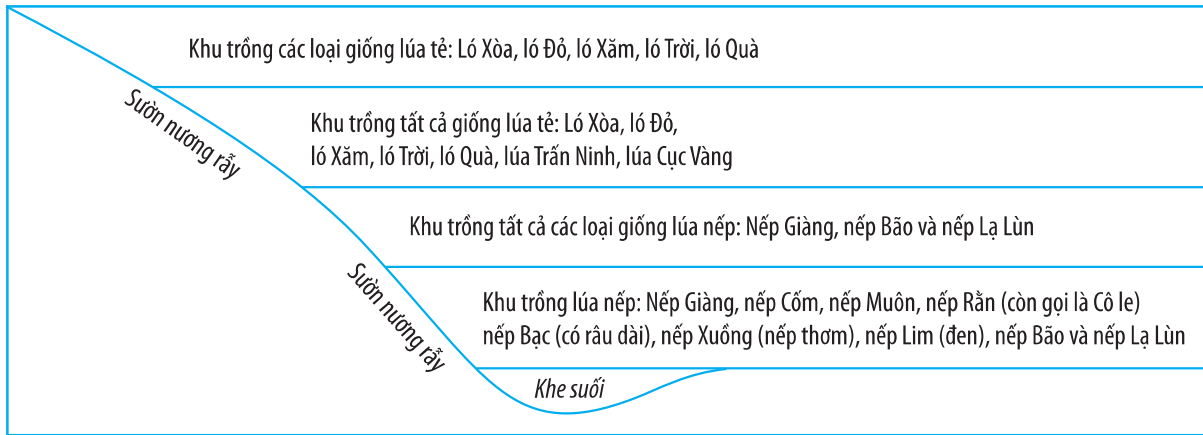 Khu trồng các loại giống lúa tẻ: Ló Xòa, ló Đỏ, ló Xăm, ló Trời, ló Quà
Sườn nương rẫy
Khu trồng tất cả giống lúa tẻ: Ló Xòa, ló Đỏ,
ló Xăm, ló Trời, ló Quà, lúa Trấn Ninh, lúa Cục Vàng
Khu trồng tất cả các loại giống lúa nếp: Nếp Giàng, nếp Bão và nếp Lạ Lùn
Sườn nương rẫy
Khu trồng lúa nếp: Nếp Giàng, nếp Cốm, nếp Muôn, nếp Rằn (còn gọi là Cô le)
nếp Bạc (có râu dài), nếp Xuồng (nếp thơm), nếp Lim (đen), nếp Bão và nếp Lạ Lùn
Khe suối